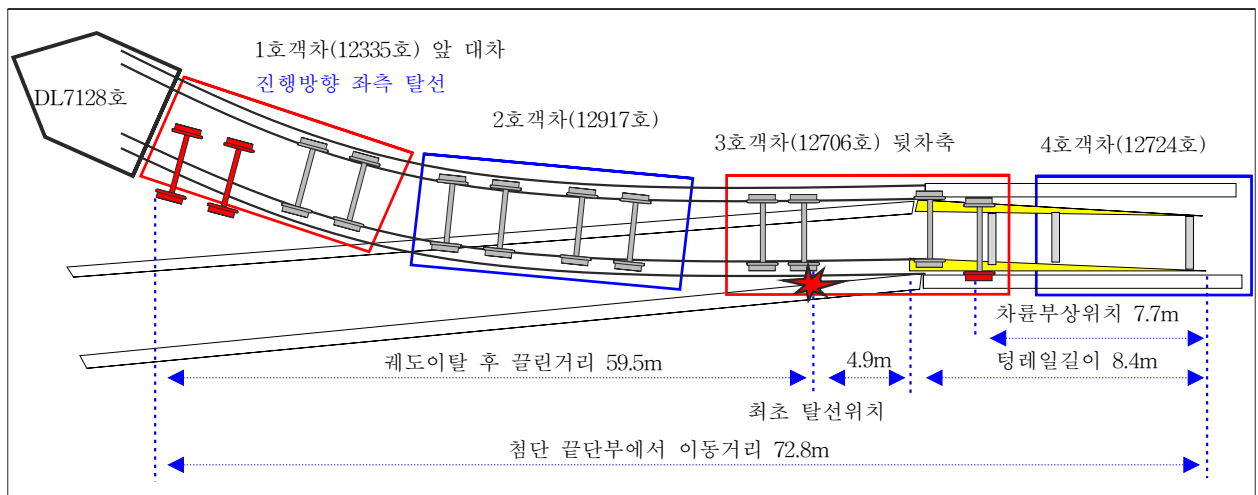 1호객차(12335호) 앞 대차
진행방향 좌측 탈선
DL7128호
2호객차(12917호)
3호객차(12706호) 뒷차축
4호객차(12724호)
차륜부상위치 7.7m
궤도이탈 후 끌린거리 59.5m
4.9m
텅레일길이 8.4m
최초 탈선위치
첨단 끝단부에서 이동거리 72.8m